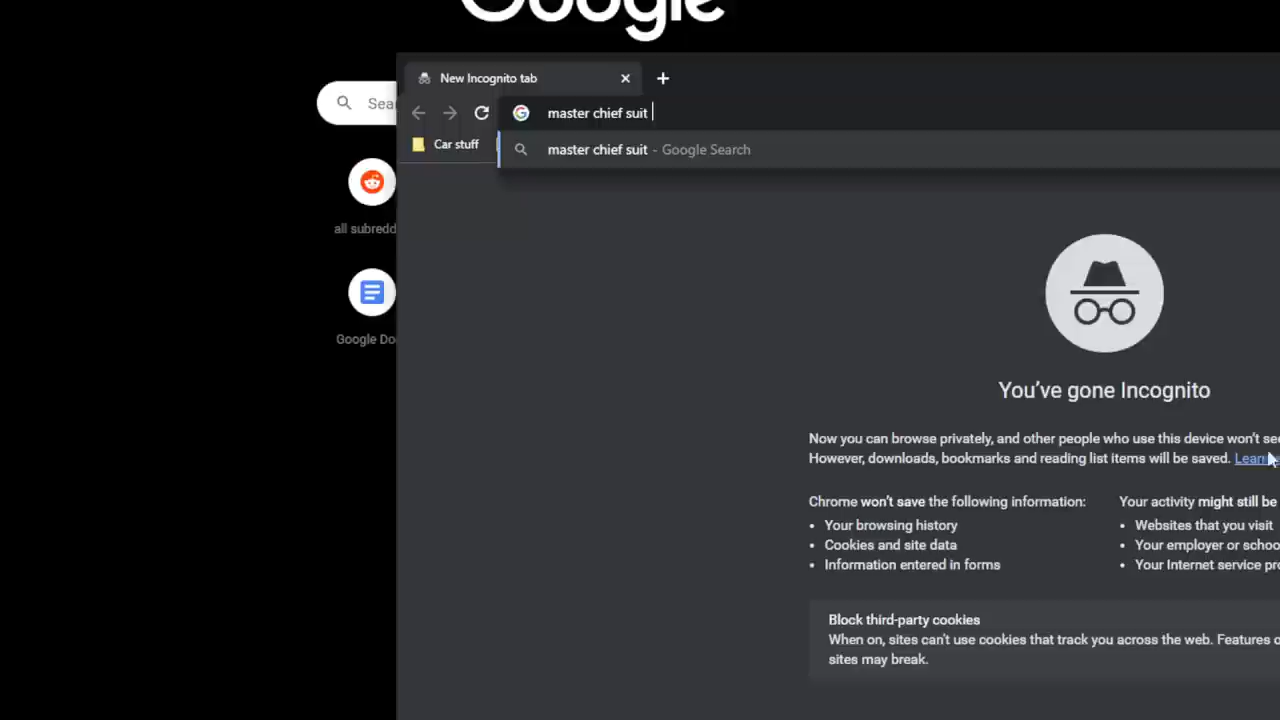 Google
New Incognito tab
Sea
master chief suit
Car stuff
master chief suit - Google Search
all subredd
Google Do
You've gone Incognito
Now you can browse privately, and other people who use this device won't see
However, downloads, bookmarks and reading list items will be saved. Learn
Chrome won't save the following information:
Your browsing history
Cookies and site data
Information entered in forms
Your activity might still be
Websites that you visit
Your employer or schoo
Your Internet service pro
Block third-party cookies
When on, sites can't use cookies that track you across the web. Features o
sites may break.